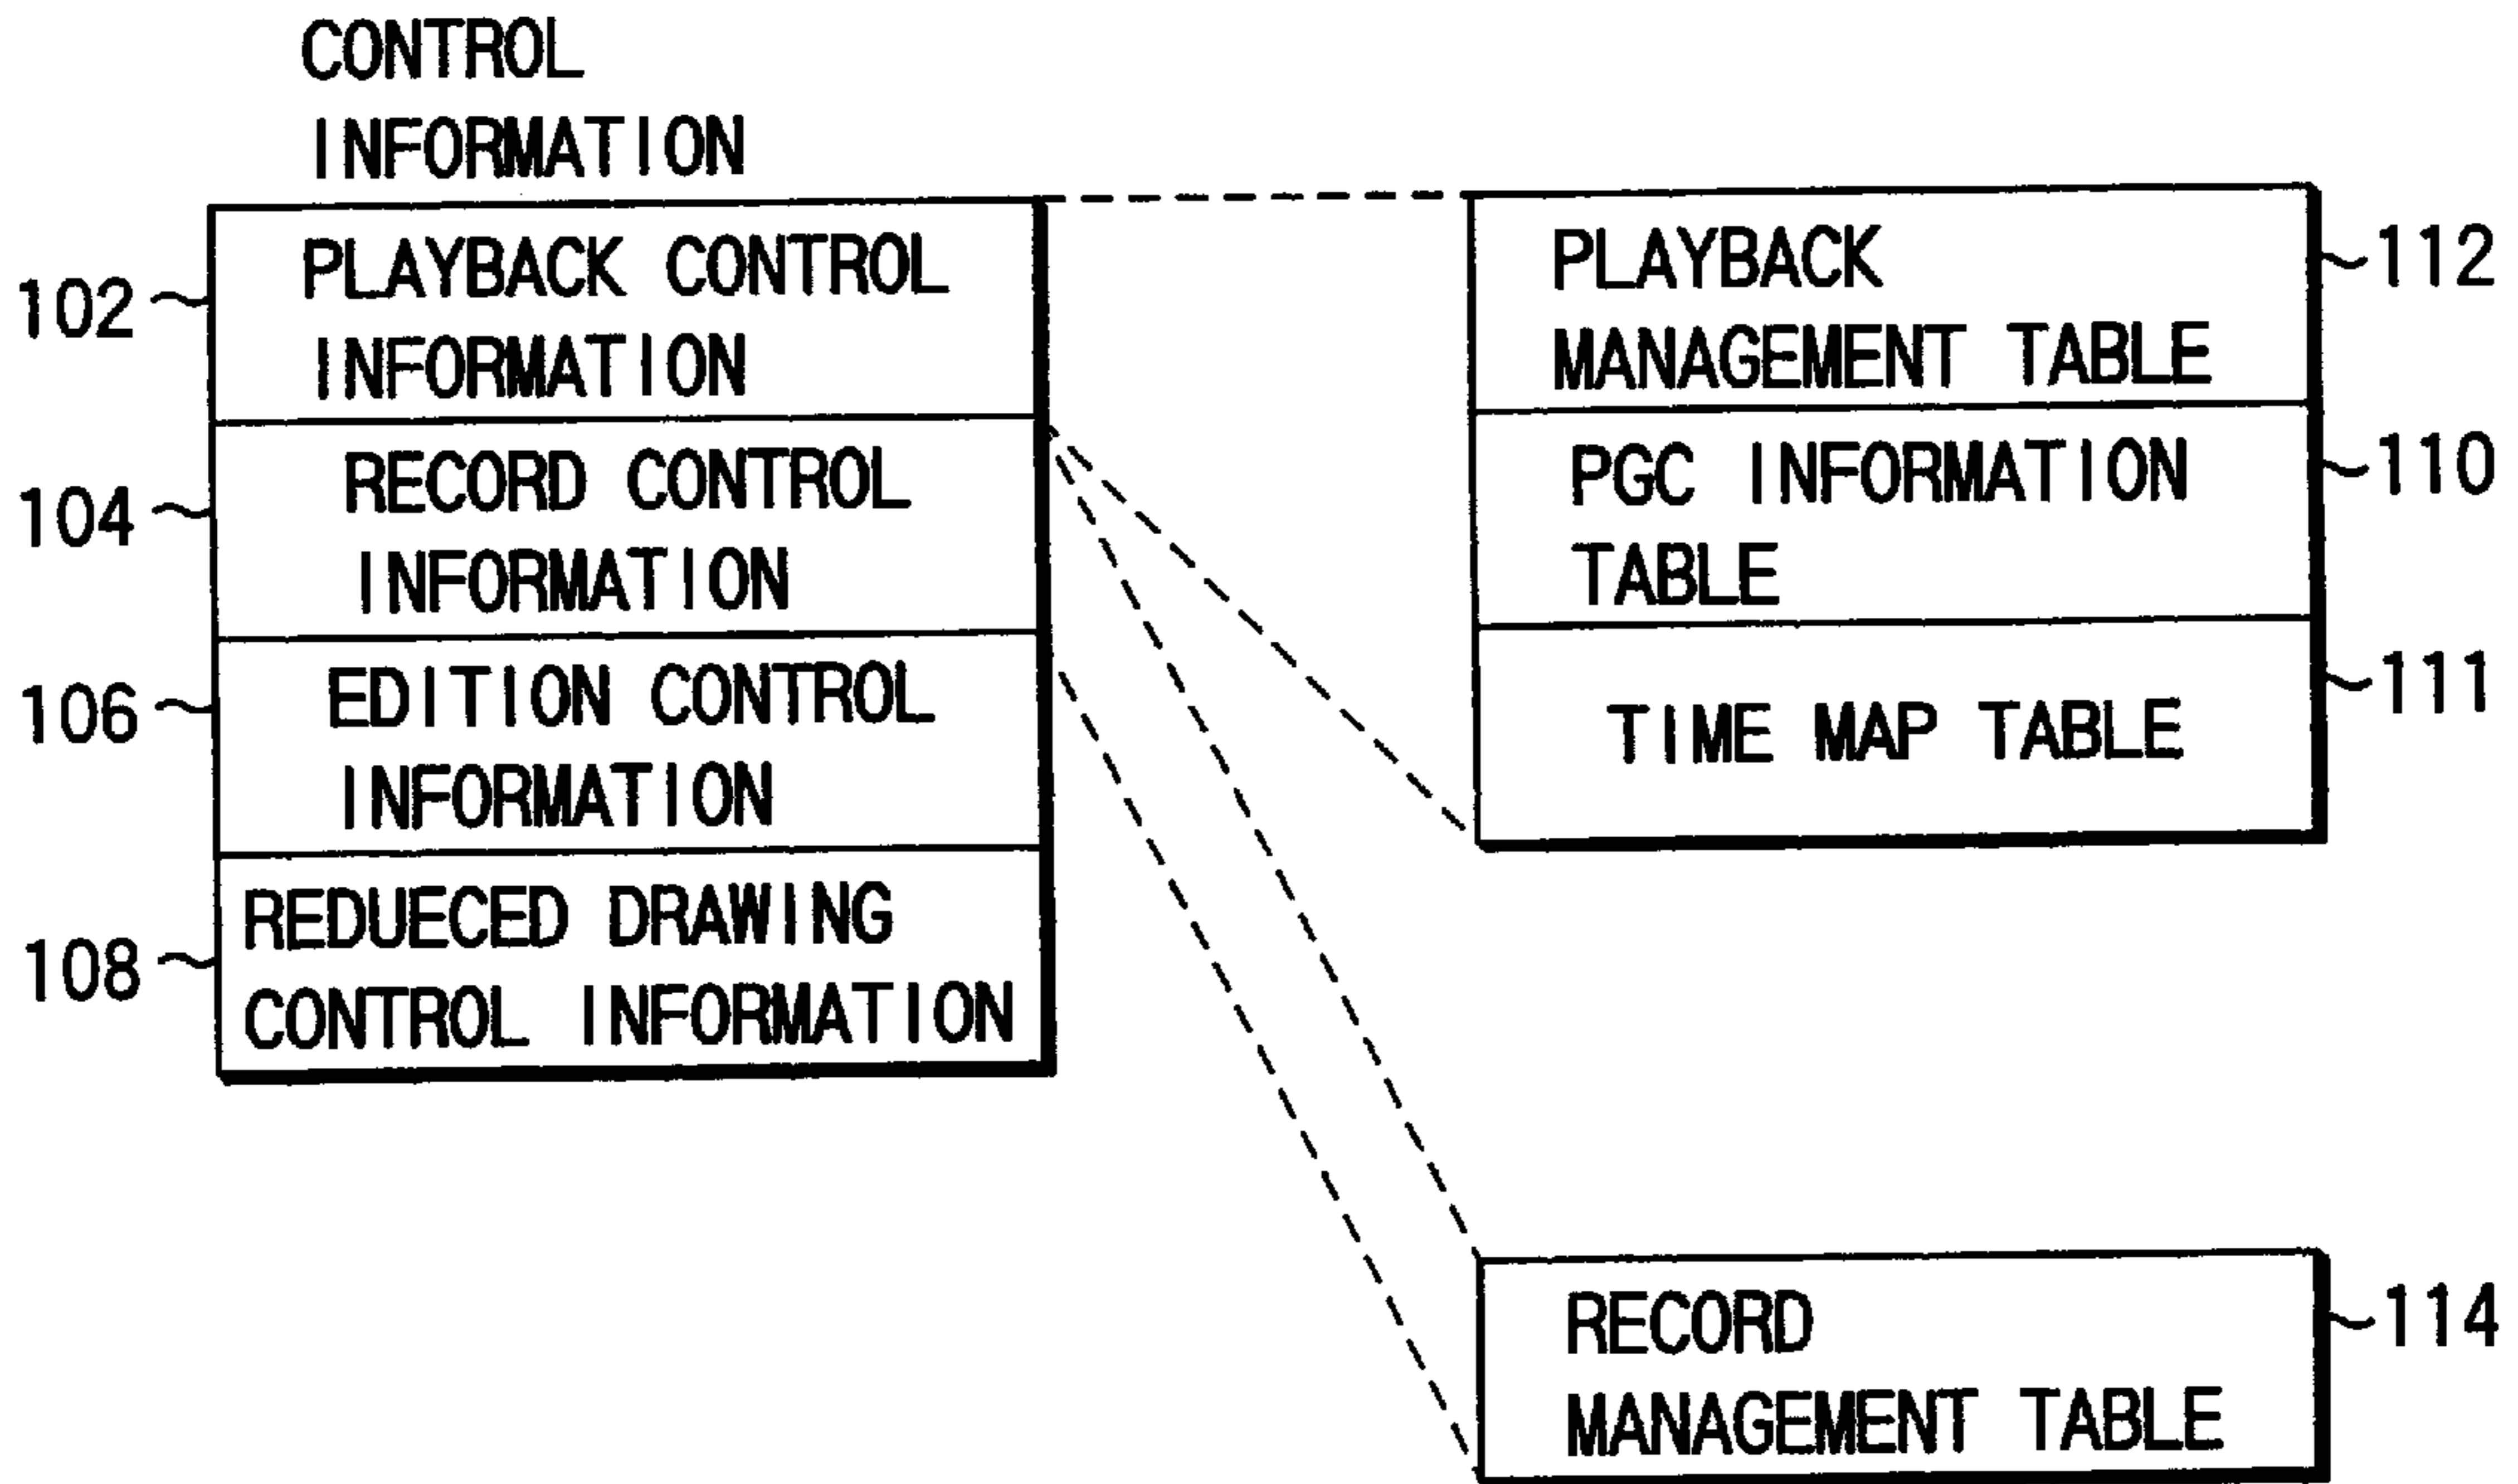 CONTROL
INFORMATION
102
PLAYBACK CONTROL
INFORMATION
104
RECORD CONTROL
INFORMATION
106
EDITION CONTROL
INFORMATION
108
REDUECED DRAWING
CONTROL INFORMATION
PLAYBACK
MANAGEMENT TABLE
112
PGC INFORMATION
TABLE
110
TIME MAP TABLE
111
RECORD
MANAGEMENT TABLE
114